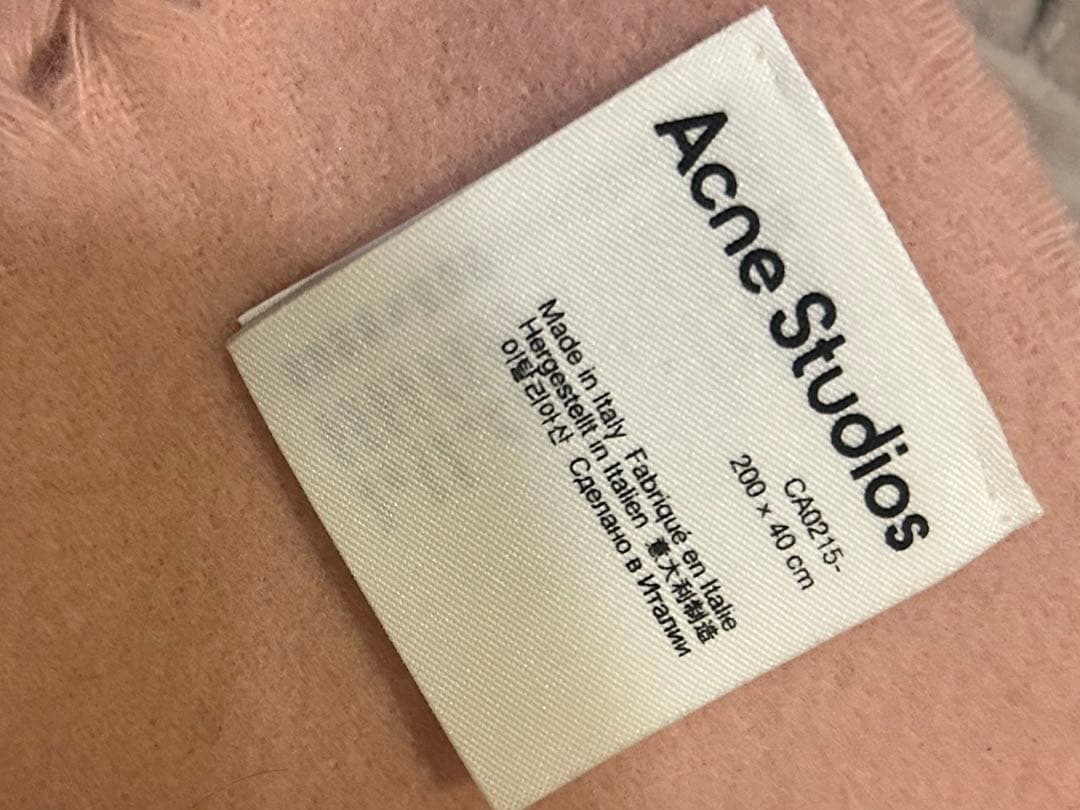 Acne Studios
CA0215-
200 x 40 cm
Made in Italy Fabriqué en Italie
Hergestellt in Italien 意大利制造
이탈리아산 Сделано в Италии